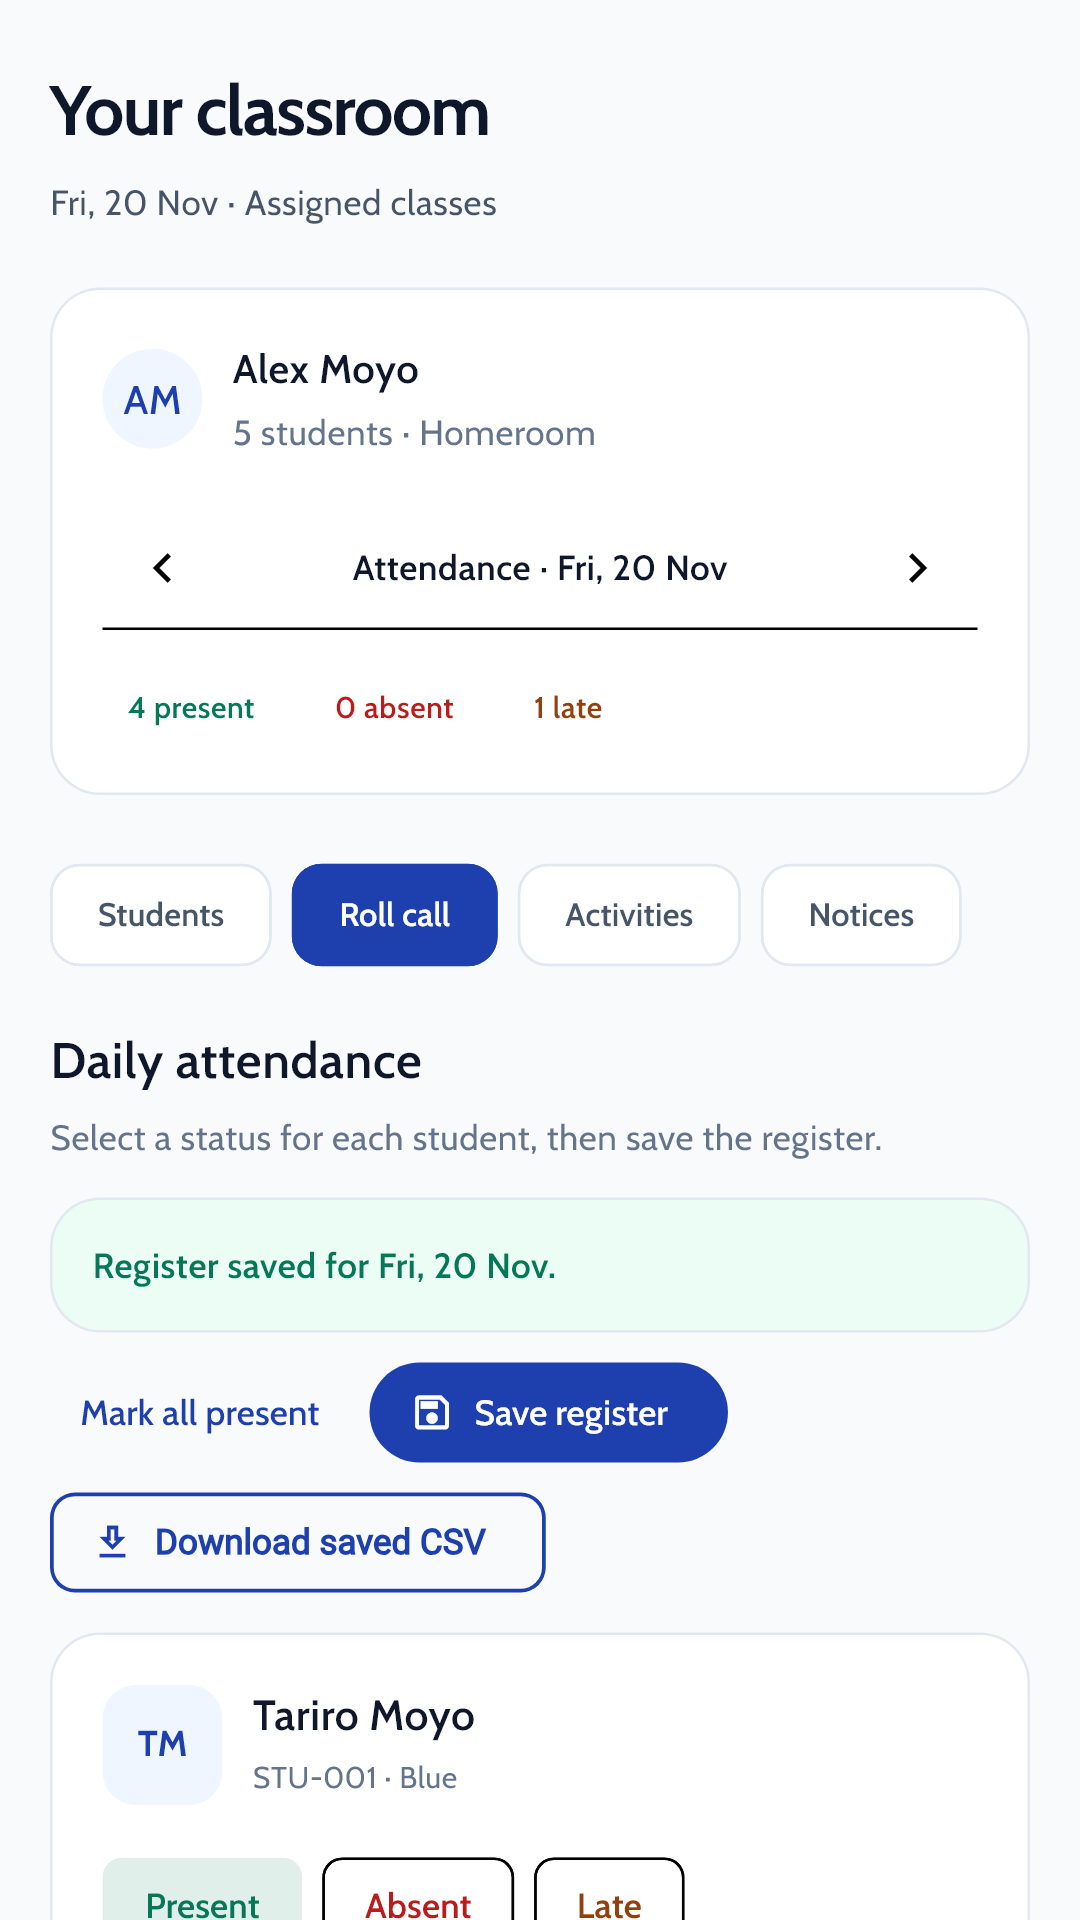 Your classroom
Fri, 20 Nov · Assigned classes
AM
Alex Moyo
5 students · Homeroom
Attendance · Fri, 20 Nov
4 present 0 absent 1 late
Students Roll call Activities Notices
Daily attendance
Select a status for each student, then save the register.
Register saved for Fri, 20 Nov.
Mark all present Save register
Download saved CSV
TM
Tariro Moyo
STU-001 · Blue
Present Absent Late